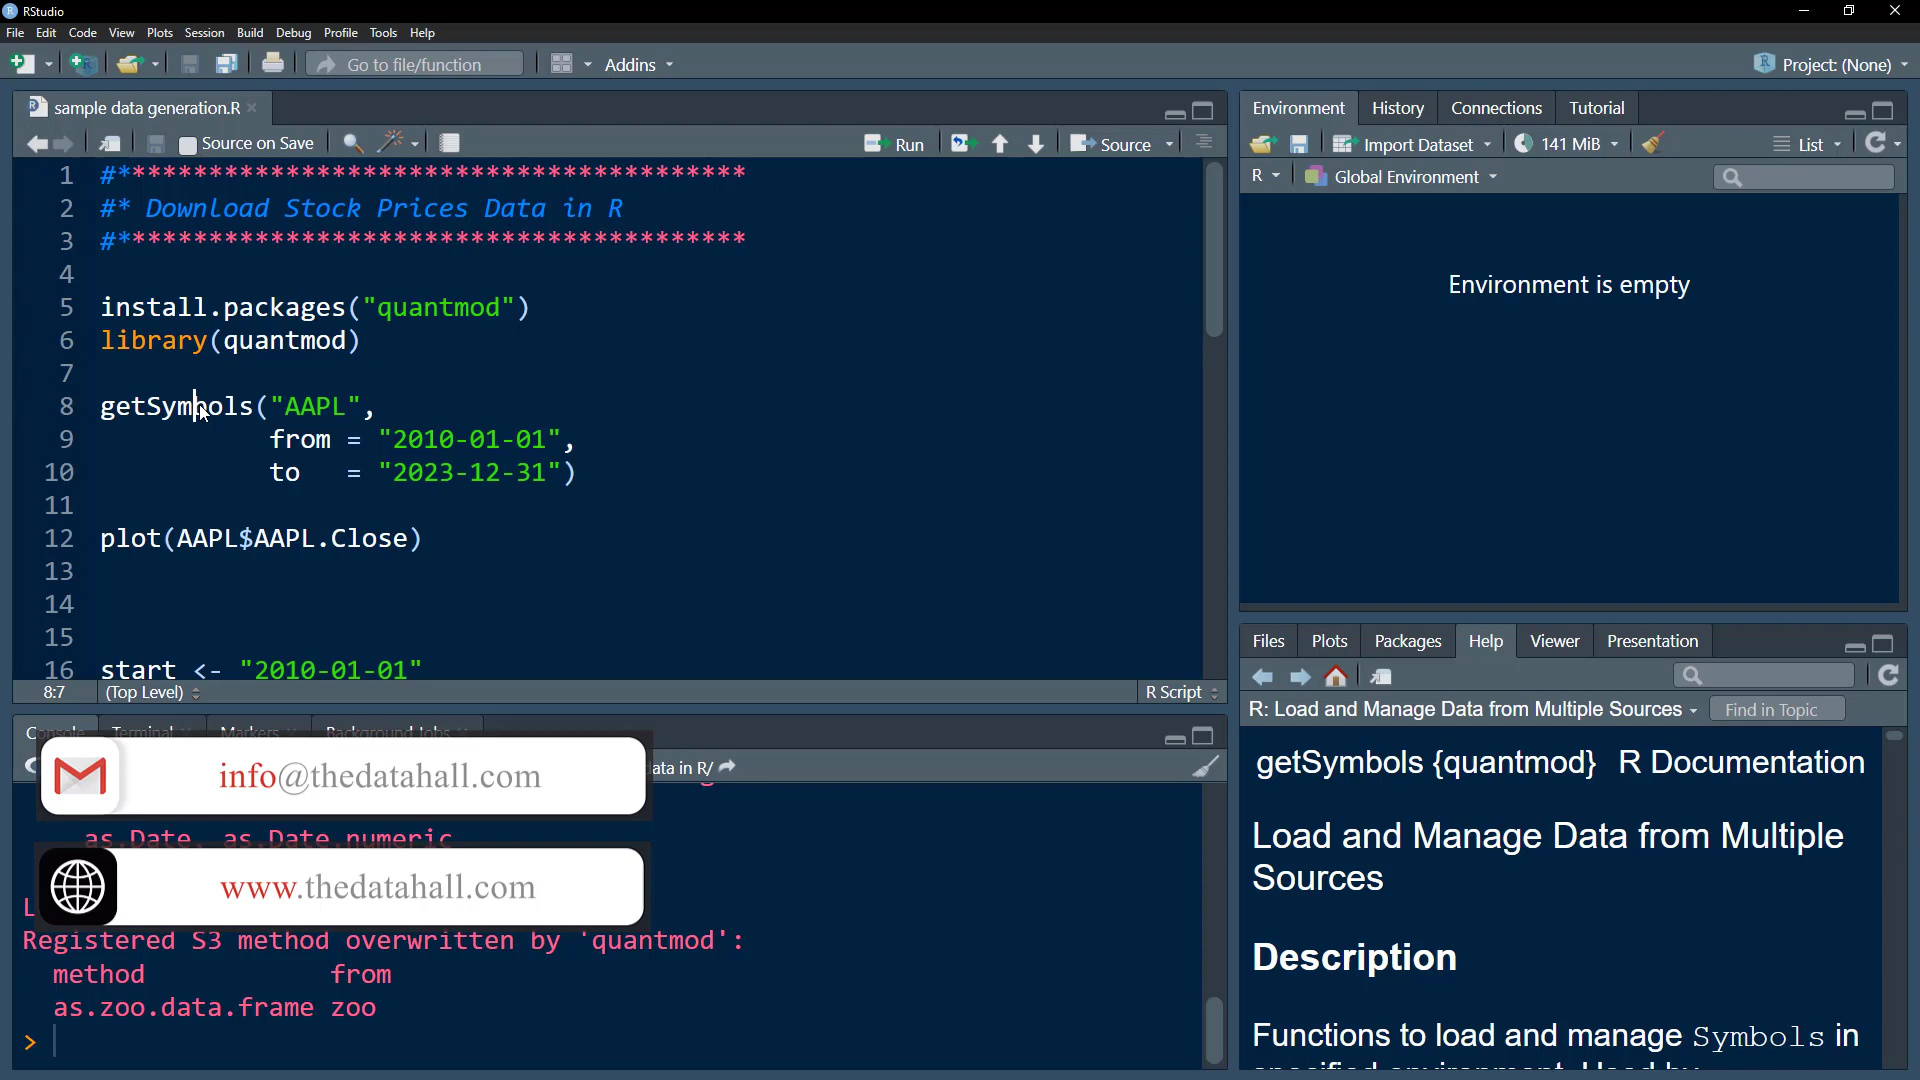 RStudio
File Edit Code View Plots Session Build Debug Profile Tools Help
Go to file/function Addins Project: (None)
sample data generation.R
Source on Save Run Source
1 #****************************************
2 #* Download Stock Prices Data in R
3 #****************************************
4
5 install.packages("quantmod")
6 library(quantmod)
7
8 getSymbols("AAPL",
9 from = "2010-01-01",
10 to = "2023-12-31")
11
12 plot(AAPL$AAPL.Close)
13
14
15
16 start <- "2010-01-01"
8:7 (Top Level) R Script
Console Terminal Markers Background Jobs
info@thedatahall.com
ata in R/
as.Date, as.Date.numeric
www.thedatahall.com
Registered S3 method overwritten by 'quantmod':
method from
as.zoo.data.frame zoo
>
Environment History Connections Tutorial
Import Dataset 141 MiB List
R Global Environment
Environment is empty
Files Plots Packages Help Viewer Presentation
R: Load and Manage Data from Multiple Sources Find in Topic
getSymbols {quantmod} R Documentation
Load and Manage Data from Multiple
Sources
Description
Functions to load and manage Symbols in